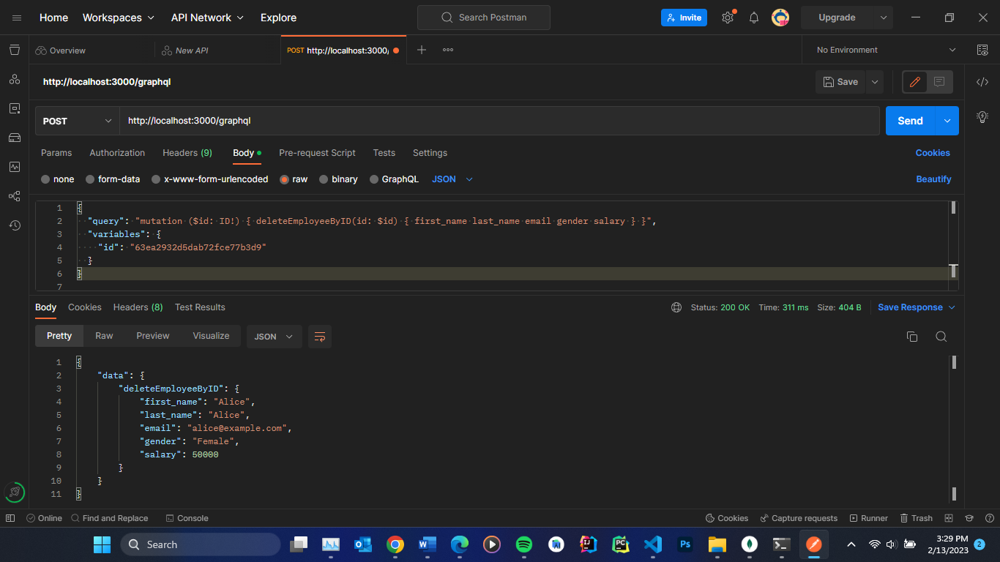 Home Workspaces API Network Explore Search Postman Invite Upgrade
Overview New API POST http://localhost:3000/ No Environment
http://localhost:3000/graphql Save
POST http://localhost:3000/graphql Send
Params Authorization Headers (9) Body Pre-request Script Tests Settings Cookies
none form-data x-www-form-urlencoded raw binary GraphQL JSON Beautify
1 {
2 "query": "mutation ($id: ID!) { deleteEmployeeByID(id: $id) { first_name last_name email gender salary } }",
3 "variables": {
4 "id": "63ea2932d5dab72fce77b3d9"
5 }
6 }
7
Body Cookies Headers (8) Test Results Status: 200 OK Time: 311 ms Size: 404 B Save Response
Pretty Raw Preview Visualize JSON
1 {
2 "data": {
3 "deleteEmployeeByID": {
4 "first_name": "Alice",
5 "last_name": "Alice",
6 "email": "alice@example.com",
7 "gender": "Female",
8 "salary": 50000
9 }
10 }
11 }
Online Find and Replace Console Cookies Capture requests Runner Trash
Search W IJ PC Ps 3:29 PM
2/13/2023 2